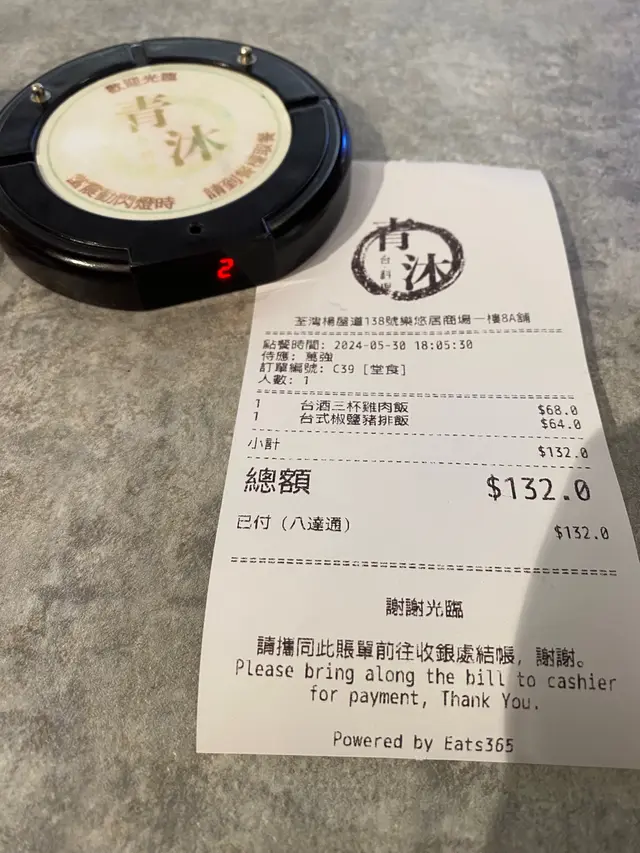 歡迎光臨
青
沐
當震動閃燈時
請到餐檯取餐
2
青
台料理
沐
荃灣楊屋道138號樂悠居商場一樓8A舖
點餐時間: 2024-05-30 18:05:30
侍應: 萬強
訂單編號: C39 [堂食]
人數: 1
1 台酒三杯雞肉飯 $68.0
1 台式椒鹽豬排飯 $64.0
小計 $132.0
總額 $132.0
已付 (八達通) $132.0
謝謝光臨
請攜同此賬單前往收銀處結帳, 謝謝。
Please bring along the bill to cashier
for payment, Thank You.
Powered by Eats365